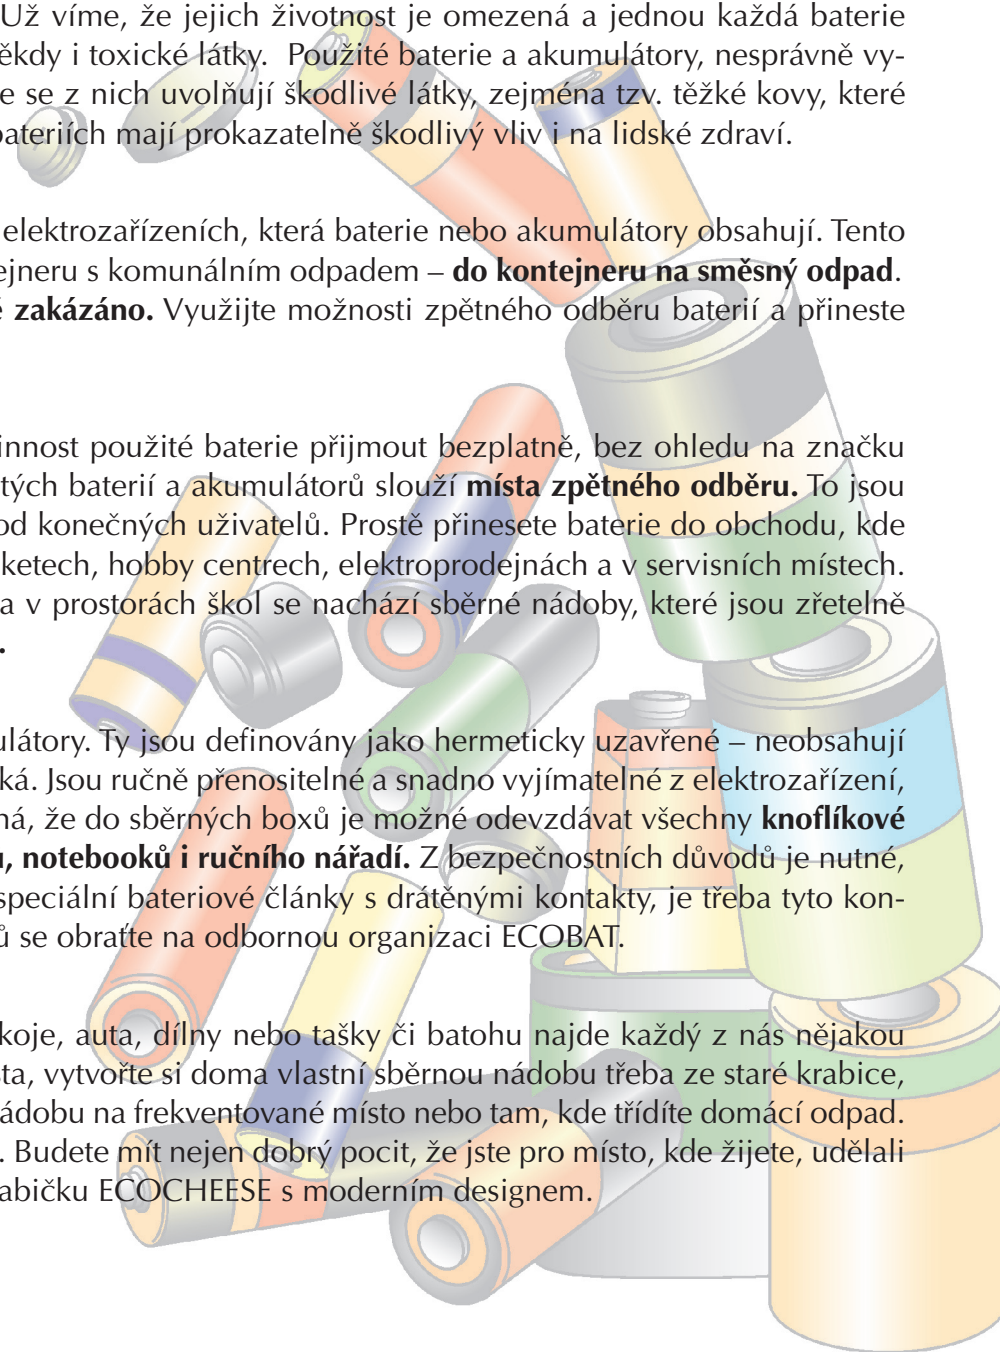 Už víme, že jejich životnost je omezená a jednou každá baterie
ěkdy i toxické látky. Použité baterie a akumulátory, nesprávně vy-
e se z nich uvolňují škodlivé látky, zejména tzv. těžké kovy, které
bateriích mají prokazatelně škodlivý vliv i na lidské zdraví.
elektrozařízeních, která baterie nebo akumulátory obsahují. Tento
ejneru s komunálním odpadem – do kontejneru na směsný odpad.
ě zakázáno. Využijte možnosti zpětného odběru baterií a přineste
innost použité baterie přijmout bezplatně, bez ohledu na značku
tých baterií a akumulátorů slouží místa zpětného odběru. To jsou
od konečných uživatelů. Prostě přinesete baterie do obchodu, kde
ketech, hobby centrech, elektroprodejnách a v servisních místech.
a v prostorách škol se nachází sběrné nádoby, které jsou zřetelně
.
ulátory. Ty jsou definovány jako hermeticky uzavřené – neobsahují
ká. Jsou ručně přenositelné a snadno vyjímatelné z elektrozařízení,
ná, že do sběrných boxů je možné odevzdávat všechny knoflíkové
ů, notebooků i ručního nářadí. Z bezpečnostních důvodů je nutné,
speciální bateriové články s drátěnými kontakty, je třeba tyto kon-
ů se obraťte na odbornou organizaci ECOBAT.
koje, auta, dílny nebo tašky či batohu najde každý z nás nějakou
sta, vytvořte si doma vlastní sběrnou nádobu třeba ze staré krabice,
nádobu na frekventované místo nebo tam, kde třídíte domácí odpad.
. Budete mít nejen dobrý pocit, že jste pro místo, kde žijete, udělali
abičku ECOCHEESE s moderním designem.